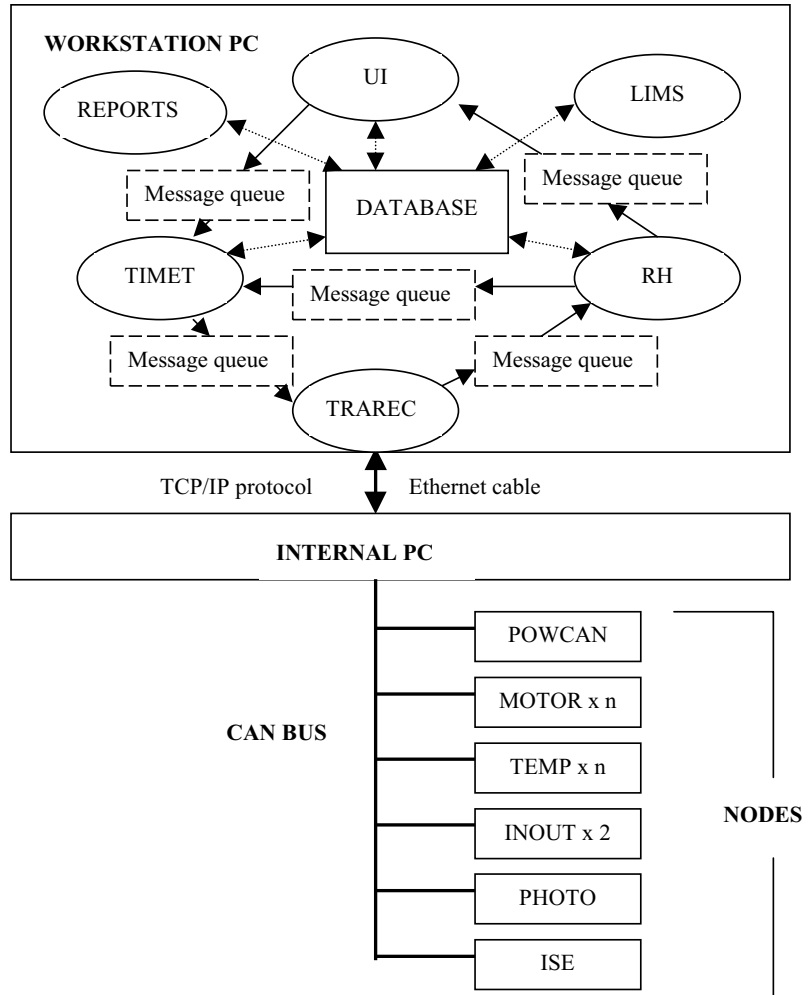 WORKSTATION PC
UI
REPORTS
LIMS
Message queue
DATABASE
Message queue
TIMET
Message queue
RH
Message queue
Message queue
TRAREC
TCP/IP protocol
Ethernet cable
INTERNAL PC
POWCAN
MOTOR x n
CAN BUS
TEMP x n
NODES
INOUT x 2
PHOTO
ISE